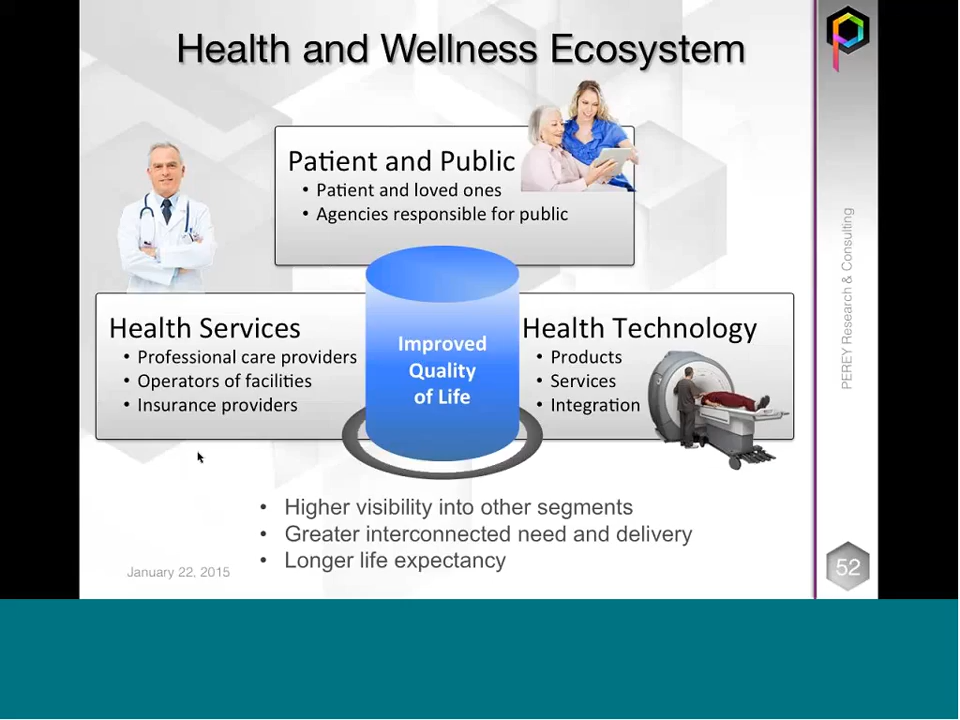 Health and Wellness Ecosystem
Patient and Public
• Patient and loved ones
• Agencies responsible for public
Health Services
• Professional care providers
• Operators of facilities
• Insurance providers
Improved
Quality
of Life
Health Technology
• Products
• Services
• Integration
• Higher visibility into other segments
• Greater interconnected need and delivery
• Longer life expectancy
January 22, 2015
PEREY Research & Consulting
52